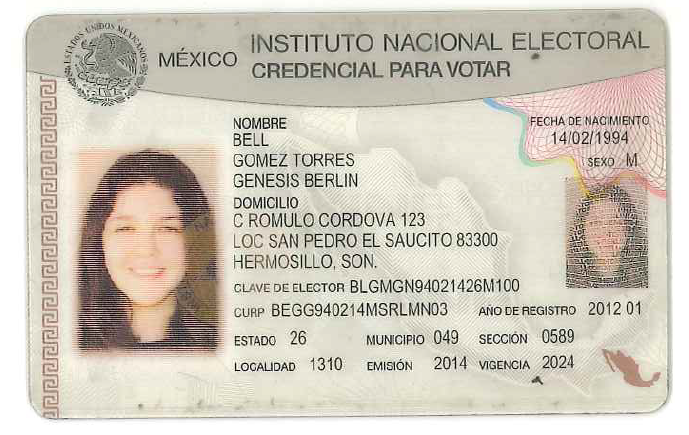 ESTADOS UNIDOS MEXICANOS
MÉXICO INSTITUTO NACIONAL ELECTORAL
CREDENCIAL PARA VOTAR
NOMBRE
BELL
GOMEZ TORRES
GENESIS BERLIN
FECHA DE NACIMIENTO
14/02/1994
SEXO M
DOMICILIO
C ROMULO CORDOVA 123
LOC SAN PEDRO EL SAUCITO 83300
HERMOSILLO, SON.
CLAVE DE ELECTOR BLGMGN94021426M100
CURP BEGG940214MSRLMN03 AÑO DE REGISTRO 2012 01
ESTADO 26 MUNICIPIO 049 SECCIÓN 0589
LOCALIDAD 1310 EMISIÓN 2014 VIGENCIA 2024